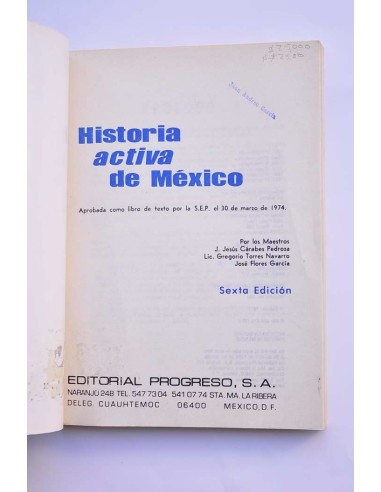 Historia
activa
de México
Aprobada como libro de texto por la S.E.P. el 30 de marzo de 1974.
Por los Maestros
J. Jesús Cárabes Pedroza
Lic. Gregorio Torres Navarro
José Flores García
Sexta Edición
EDITORIAL PROGRESO, S.A.
NARANJO 248 TEL. 547 73 04 541 07 74 STA. MA. LA RIBERA
DELEG. CUAUHTEMOC 06400 MEXICO, D.F.